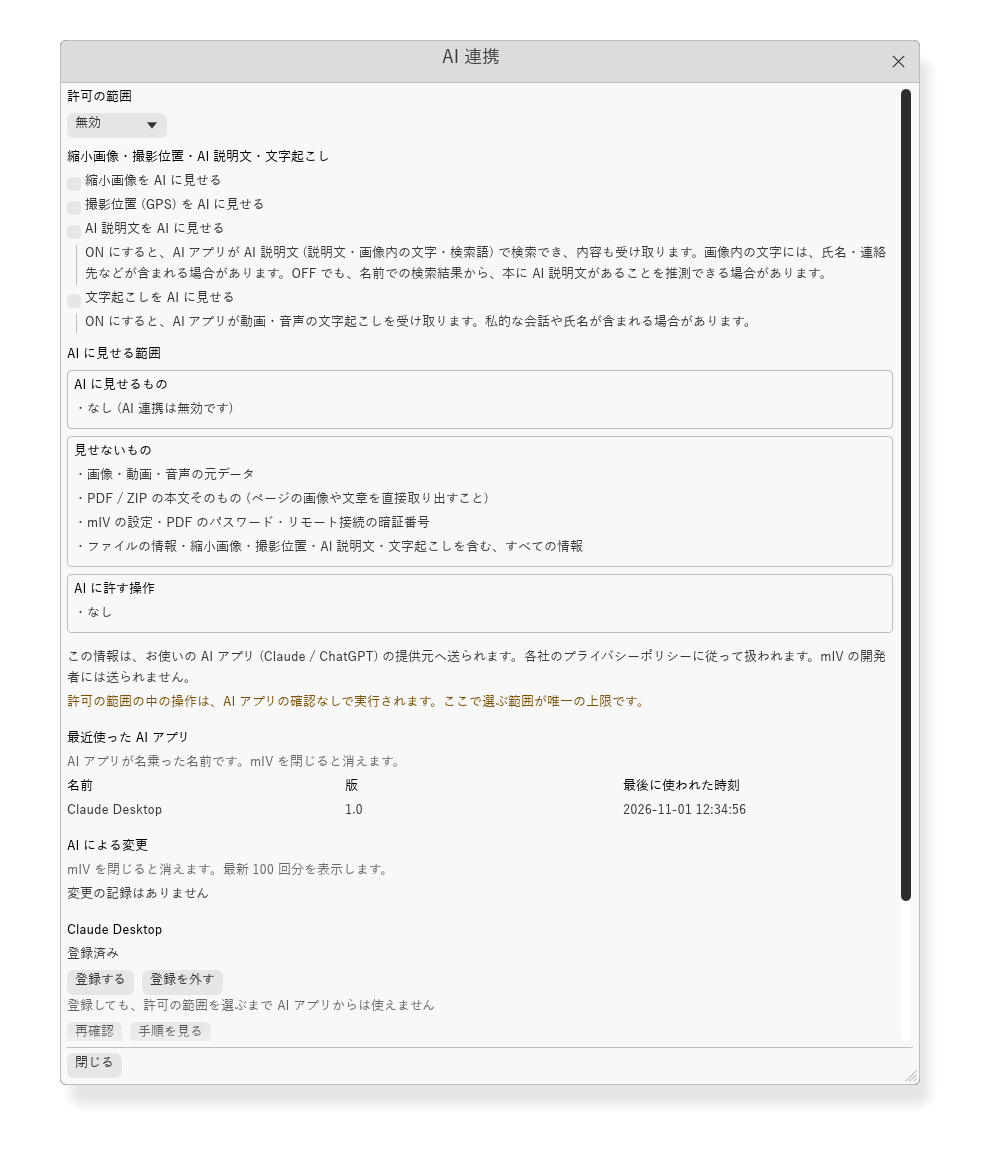 AI 連携
許可の範囲
無効
縮小画像・撮影位置・AI 説明文・文字起こし
縮小画像を AI に見せる
撮影位置 (GPS) を AI に見せる
AI 説明文を AI に見せる
ON にすると、AI アプリが AI 説明文 (説明文・画像内の文字・検索語) で検索でき、内容も受け取ります。画像内の文字には、氏名・連絡
先などが含まれる場合があります。OFF でも、名前での検索結果から、本に AI 説明文があることを推測できる場合があります。
文字起こしを AI に見せる
ON にすると、AI アプリが動画・音声の文字起こしを受け取ります。私的な会話や氏名が含まれる場合があります。
AI に見せる範囲
AI に見せるもの
・なし (AI 連携は無効です)
見せないもの
・画像・動画・音声の元データ
・PDF / ZIP の本文そのもの (ページの画像や文章を直接取り出すこと)
・mIV の設定・PDF のパスワード・リモート接続の暗証番号
・ファイルの情報・縮小画像・撮影位置・AI 説明文・文字起こしを含む、すべての情報
AI に許す操作
・なし
この情報は、お使いの AI アプリ (Claude / ChatGPT) の提供元へ送られます。各社のプライバシーポリシーに従って扱われます。mIV の開発
者には送られません。
許可の範囲の中の操作は、AI アプリの確認なしで実行されます。ここで選ぶ範囲が唯一の上限です。
最近使った AI アプリ
AI アプリが名乗った名前です。mIV を閉じると消えます。
名前 版 最後に使われた時刻
Claude Desktop 1.0 2026-11-01 12:34:56
AI による変更
mIV を閉じると消えます。最新 100 回分を表示します。
変更の記録はありません
Claude Desktop
登録済み
登録する 登録を外す
登録しても、許可の範囲を選ぶまで AI アプリからは使えません
再確認 手順を見る
閉じる